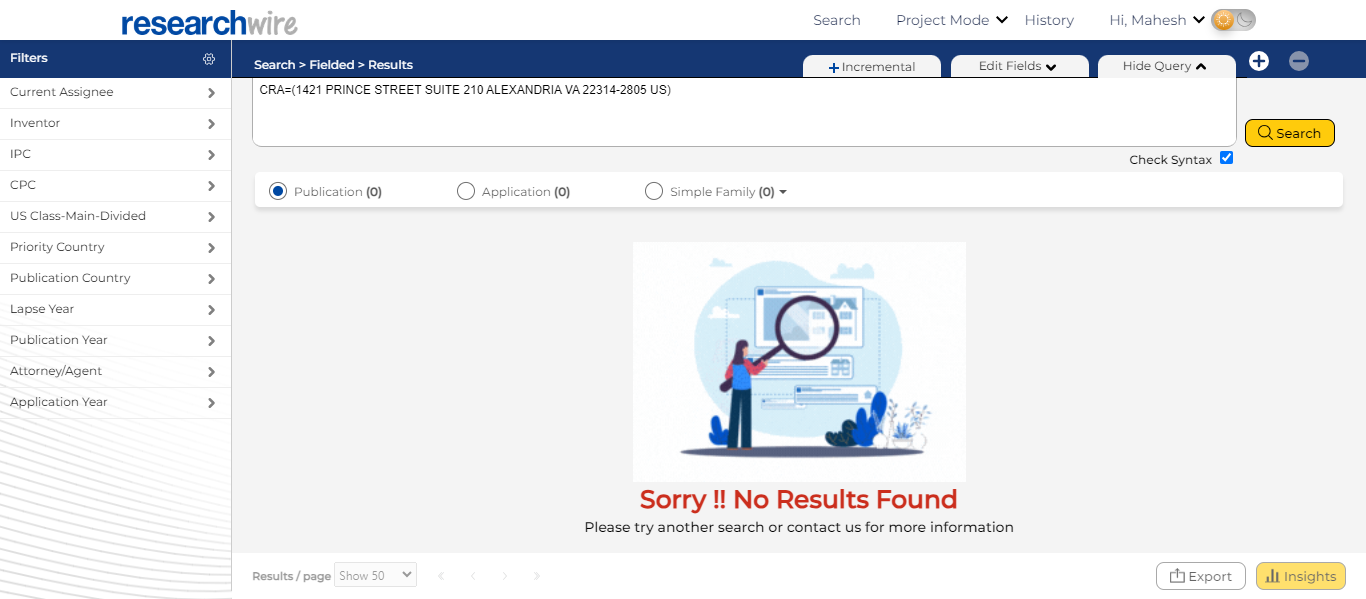 researchwire
Search Project Mode History Hi, Mahesh
Filters
Search > Fielded > Results
Incremental
Edit Fields
Hide Query
Current Assignee
Inventor
IPC
CPC
US Class-Main-Divided
Priority Country
Publication Country
Lapse Year
Publication Year
Attorney/Agent
Application Year
CRA=(1421 PRINCE STREET SUITE 210 ALEXANDRIA VA 22314-2805 US)
Search
Check Syntax
Publication (0) Application (0) Simple Family (0)
Sorry !! No Results Found
Please try another search or contact us for more information
Results / page Show 50
Export
Insights